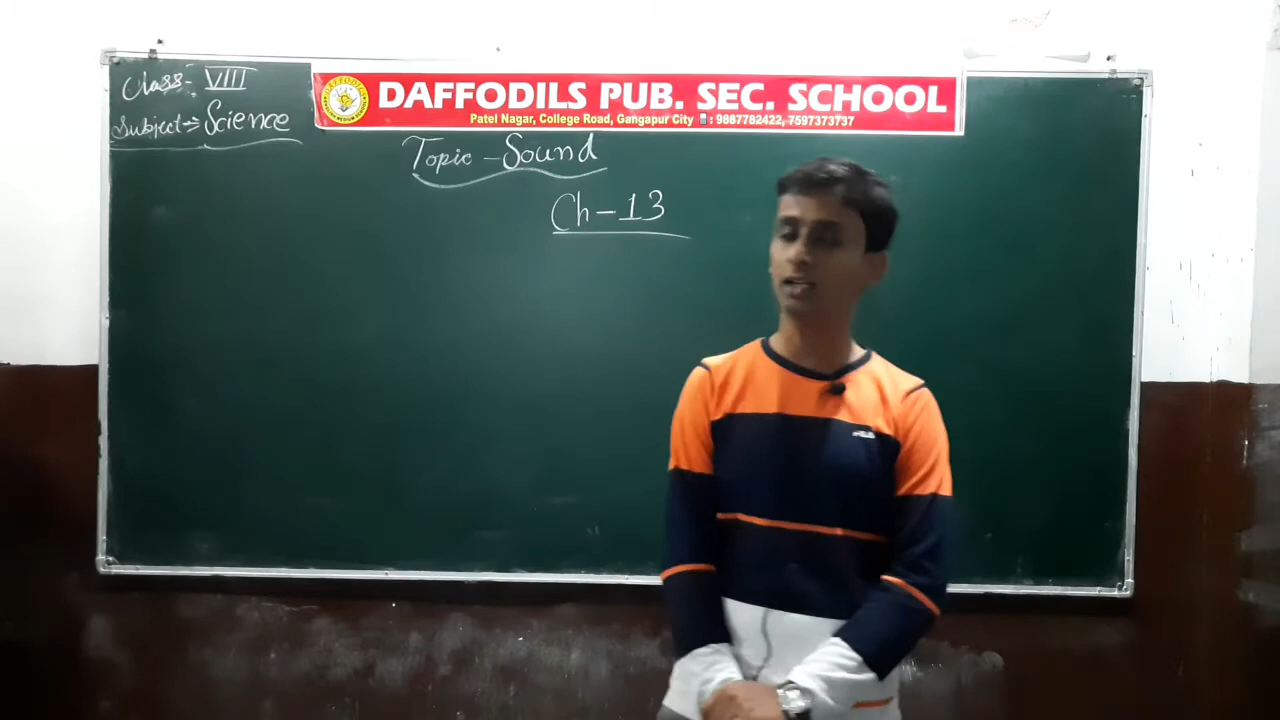 Class:- VIII
Subject:- Science
DAFFODILS PUB. SEC. SCHOOL
Patel Nagar, College Road, Gangapur City : 9887782422, 7597373737
Topic - Sound
Ch - 13